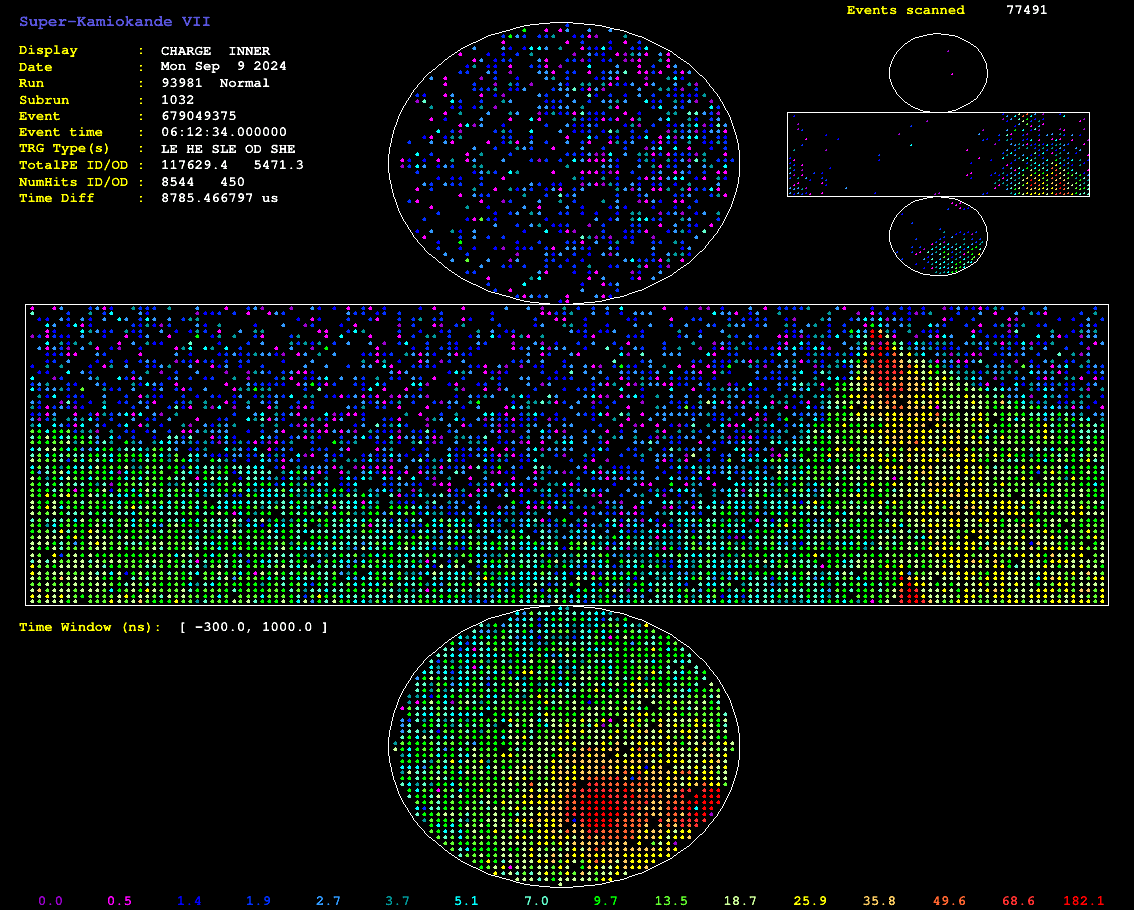 Super-Kamiokande VII
Events scanned 77491
Display : CHARGE INNER
Date : Mon Sep 9 2024
Run : 93981 Normal
Subrun : 1032
Event : 679049375
Event time : 06:12:34.000000
TRG Type(s) : LE HE SLE OD SHE
TotalPE ID/OD : 117629.4 5471.3
NumHits ID/OD : 8544 450
Time Diff : 8785.466797 us
Time Window (ns): [ -300.0, 1000.0 ]
0.0 0.5 1.4 1.9 2.7 3.7 5.1 7.0 9.7 13.5 18.7 25.9 35.8 49.6 68.6 182.1